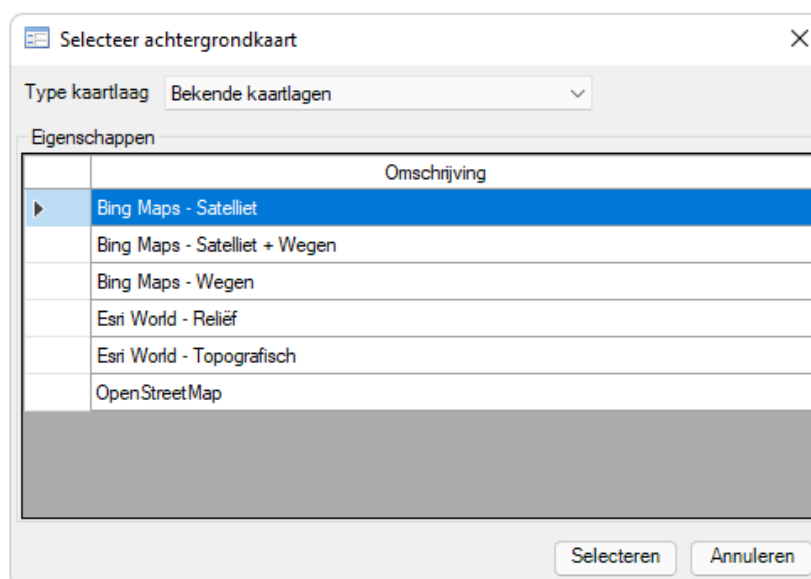 Selecteer achtergrondkaart
Type kaartlaag Bekende kaartlagen
Eigenschappen
Omschrijving
Bing Maps - Satelliet
Bing Maps - Satelliet + Wegen
Bing Maps - Wegen
Esri World - Reliëf
Esri World - Topografisch
OpenStreetMap
Selecteren Annuleren